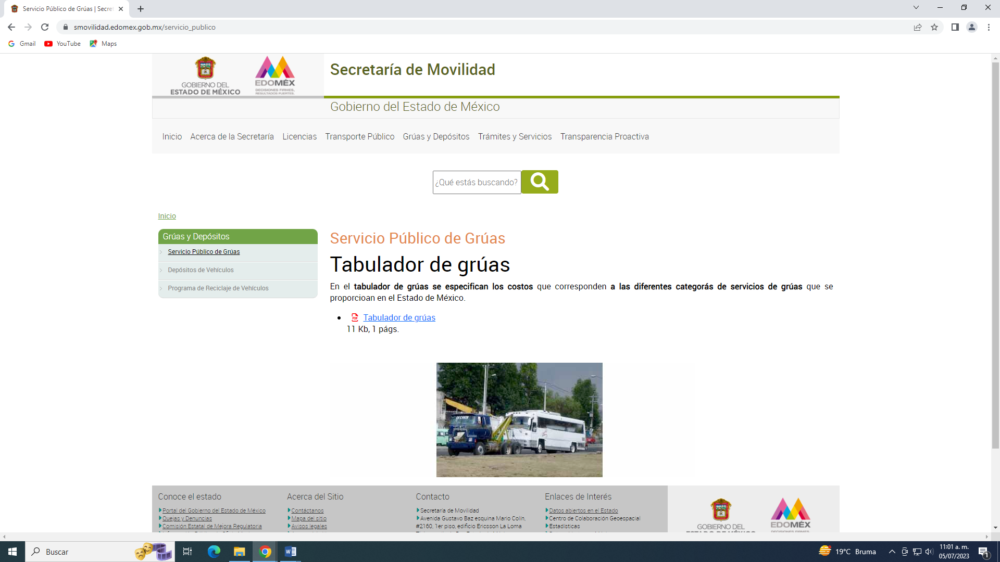 Servicio Público de Grúas | Secret
smovilidad.edomex.gob.mx/servicio_publico
Gmail YouTube Maps
GOBIERNO DEL
ESTADO DE MÉXICO
EDOMÉX
DECISIONES FIRMES,
RESULTADOS FUERTES.
Secretaría de Movilidad
Gobierno del Estado de México
Inicio Acerca de la Secretaría Licencias Transporte Público Grúas y Depósitos Trámites y Servicios Transparencia Proactiva
¿Qué estás buscando?
Inicio
Grúas y Depósitos
Servicio Público de Grúas
Depósitos de Vehículos
Programa de Reciclaje de Vehículos
Servicio Público de Grúas
Tabulador de grúas
En el tabulador de grúas se especifican los costos que corresponden a las diferentes categorás de servicios de grúas que se
proporcioan en el Estado de México.
PDF Tabulador de grúas
11 Kb, 1 págs.
Conoce el estado
Portal del Gobierno del Estado de México
Quejas y Denuncias
Comisión Estatal de Mejora Regulatoria
Acerca del Sitio
Contáctanos
Mapa del sitio
Avisos legales
Contacto
Secretaría de Movilidad
Avenida Gustavo Baz esquina Mario Colín,
#2160, 1er piso, edificio Ericsson La Loma
Enlaces de Interés
Datos abiertos en el Estado
Centro de Colaboración Geoespacial
Estadísticas
GOBIERNO DEL
EDOMÉX
Buscar
19°C Bruma
11:01 a. m.
05/07/2023
1